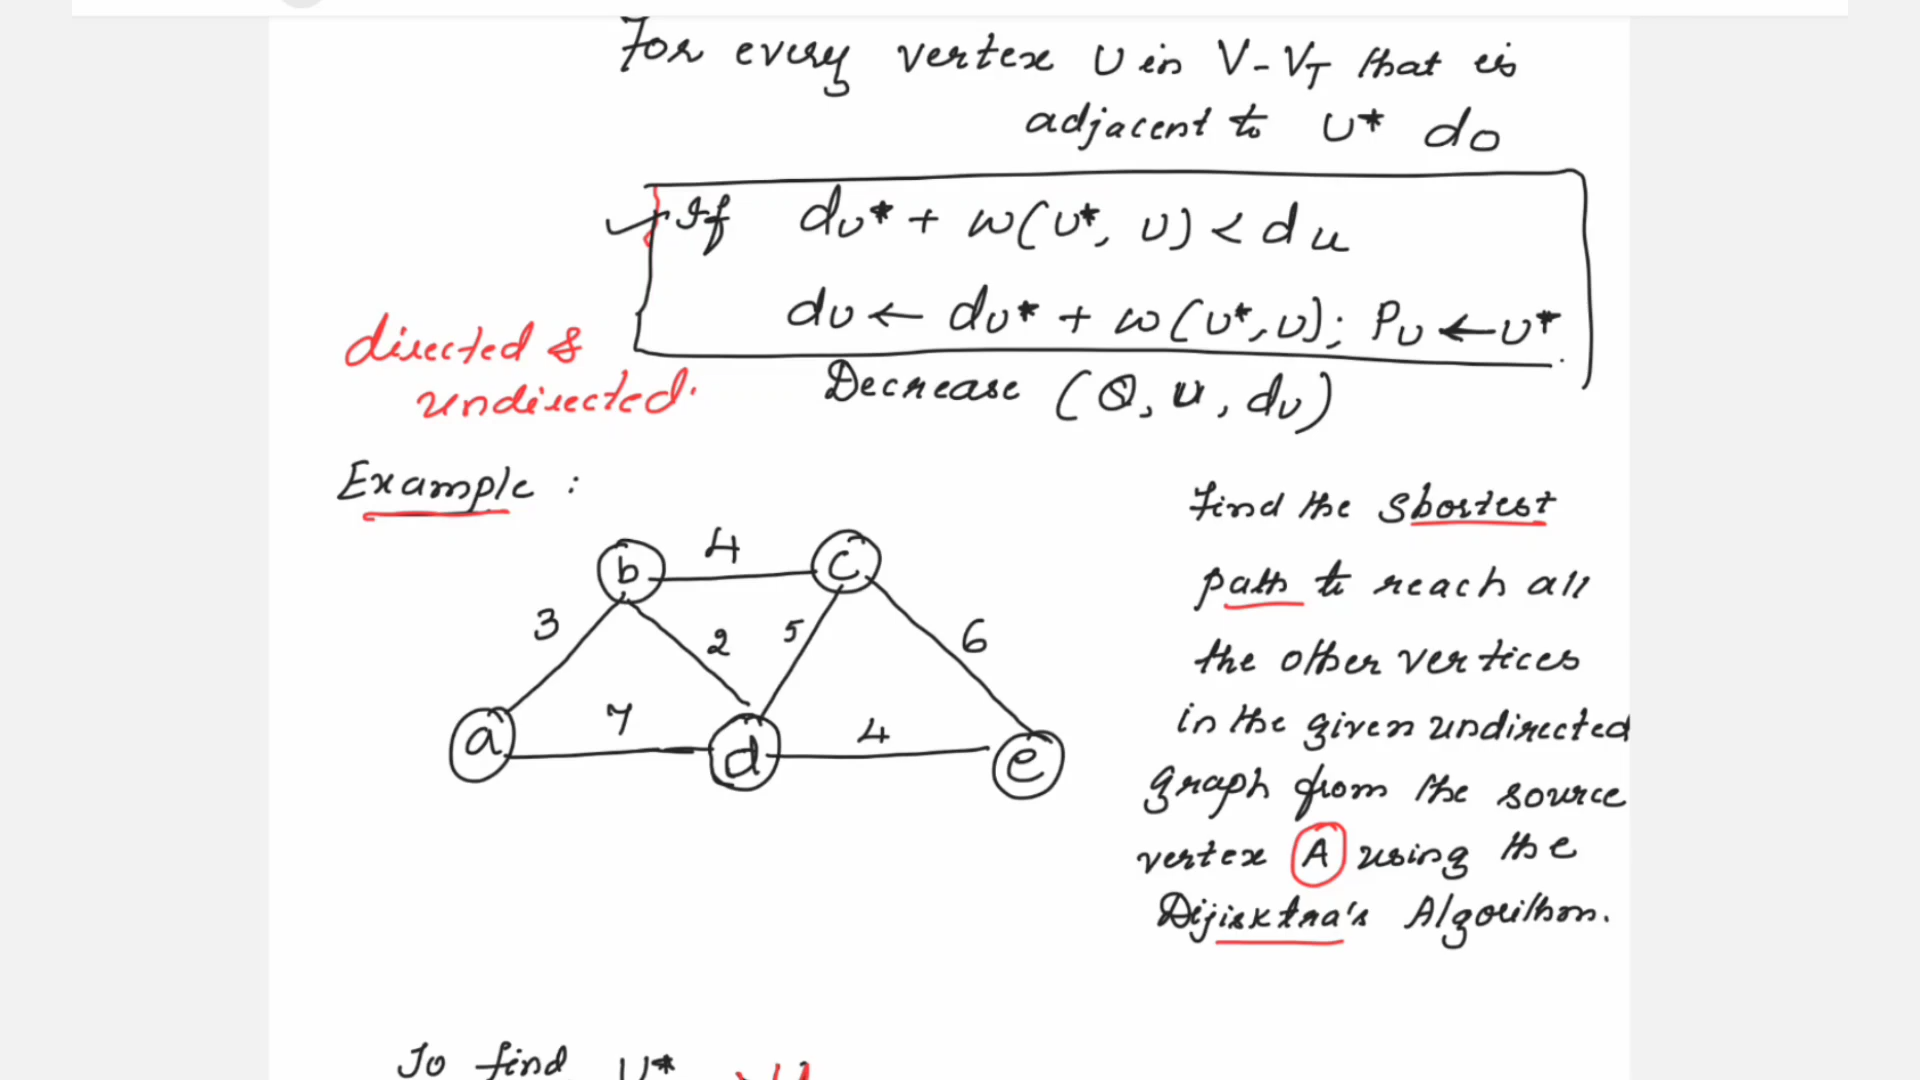 For every vertex u in V-VT that is
adjacent to u* do
If du* + w(u*, u) < du
du ← du* + w(u*, u); Pu ← u*
Decrease (Q, u, du)
directed &
undirected.
Example :
b
4
c
3
2
5
6
a
7
d
4
e
Find the shortest
path to reach all
the other vertices
in the given undirected
graph from the source
vertex A using the
Dijisktra's Algorithm.
To find u*